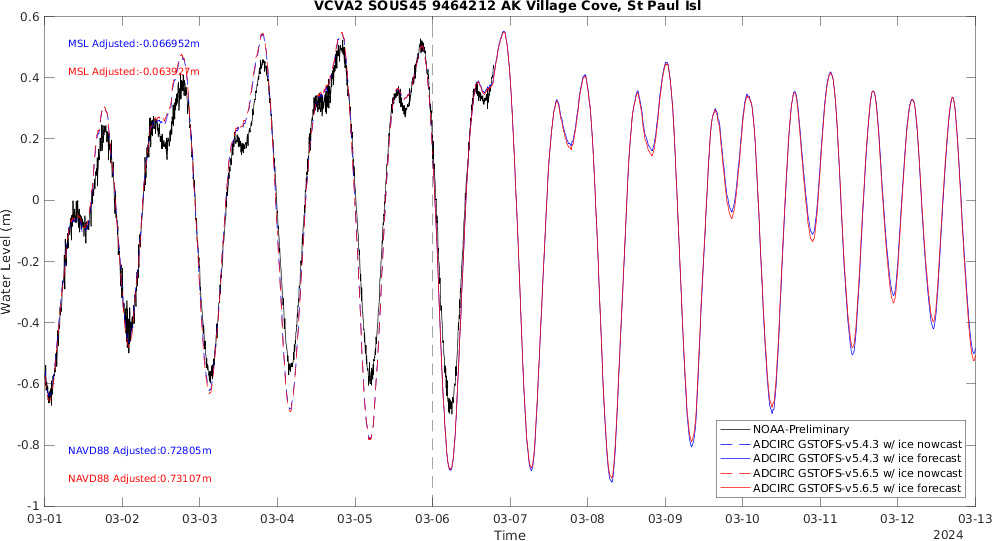 VCVA2 SOUS45 9464212 AK Village Cove, St Paul Isl
0.6
0.4
0.2
0
-0.2
-0.4
-0.6
-0.8
-1
Water Level (m)
MSL Adjusted:-0.066952m
MSL Adjusted:-0.063927m
NAVD88 Adjusted:0.72805m
NAVD88 Adjusted:0.73107m
NOAA-Preliminary
ADCIRC GSTOFS-v5.4.3 w/ ice nowcast
ADCIRC GSTOFS-v5.4.3 w/ ice forecast
ADCIRC GSTOFS-v5.6.5 w/ ice nowcast
ADCIRC GSTOFS-v5.6.5 w/ ice forecast
03-01 03-02 03-03 03-04 03-05 03-06 03-07 03-08 03-09 03-10 03-11 03-12 03-13
Time
2024